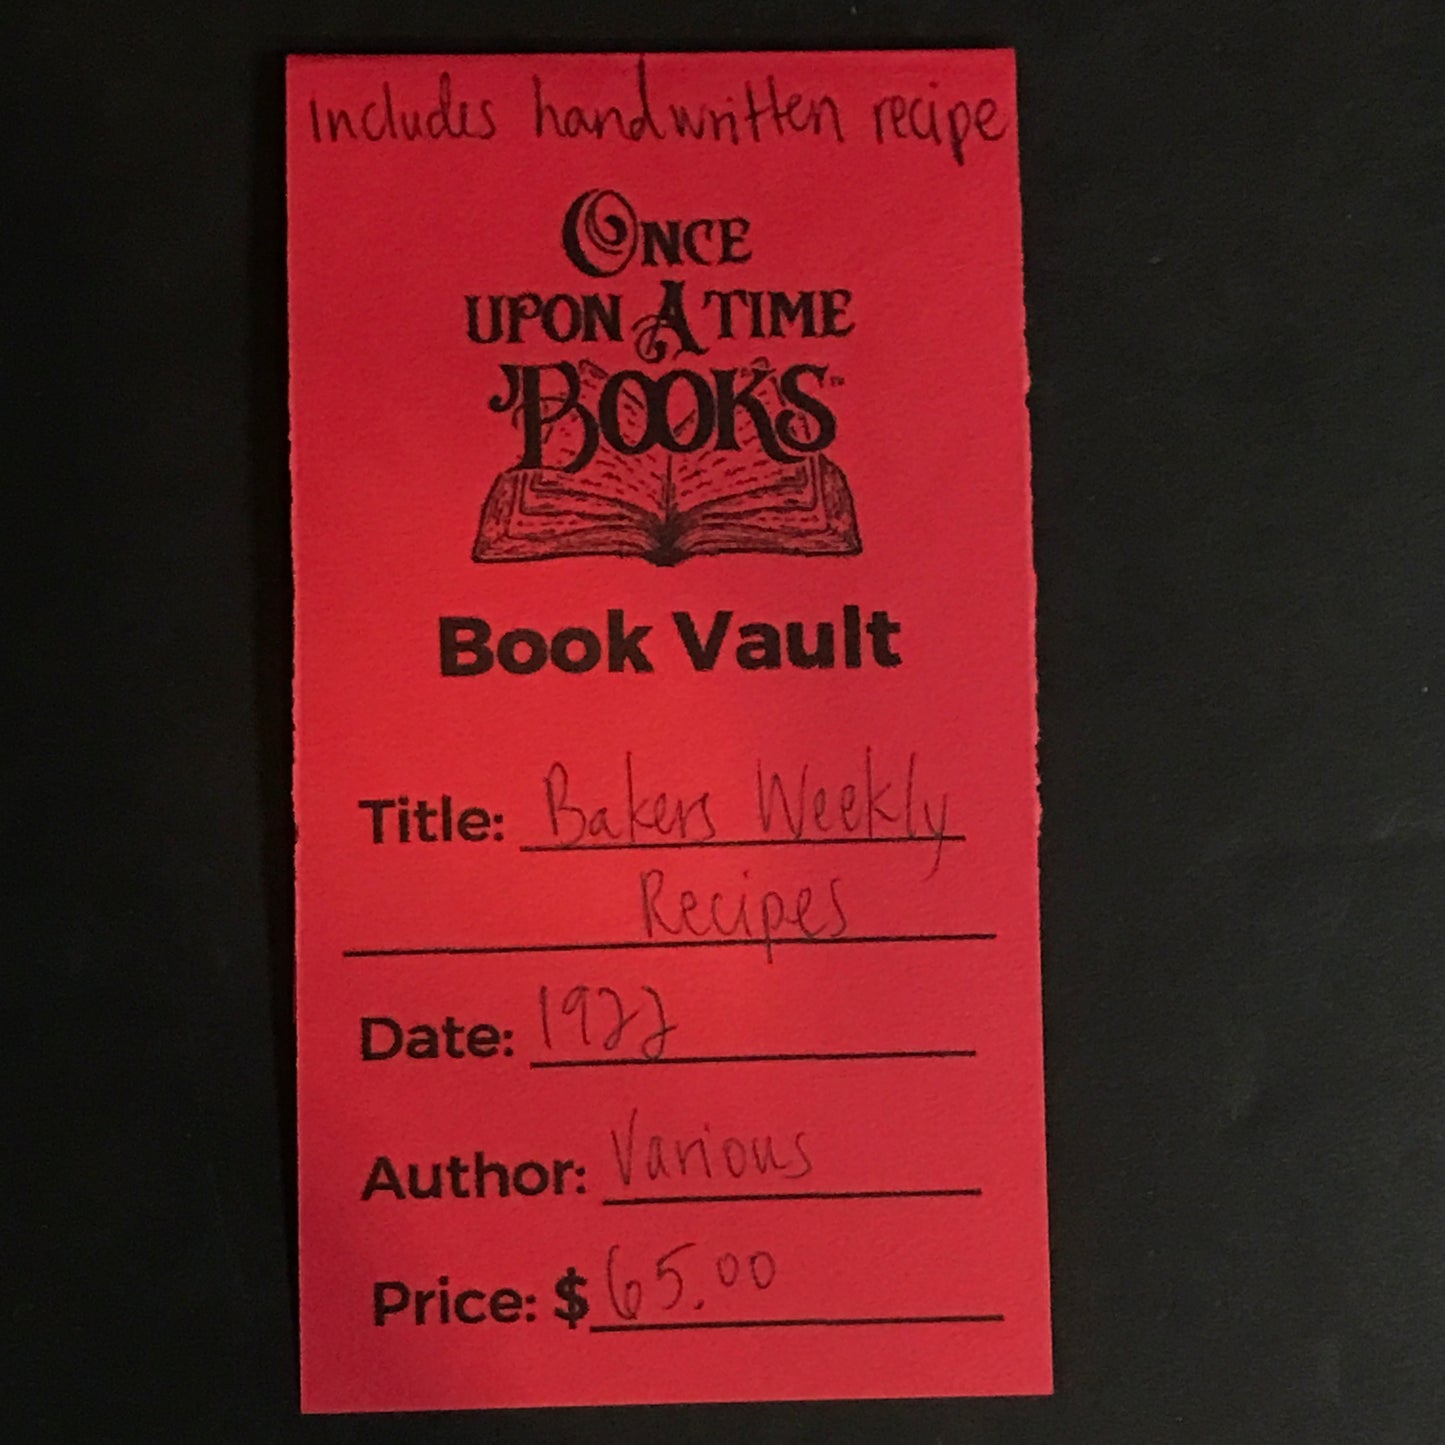 Includes handwritten recipe
ONCE
UPON A TIME
BOOKS™
Book Vault
Title: Bakers Weekly
Recipes
Date: 1922
Author: Various
Price: $65.00